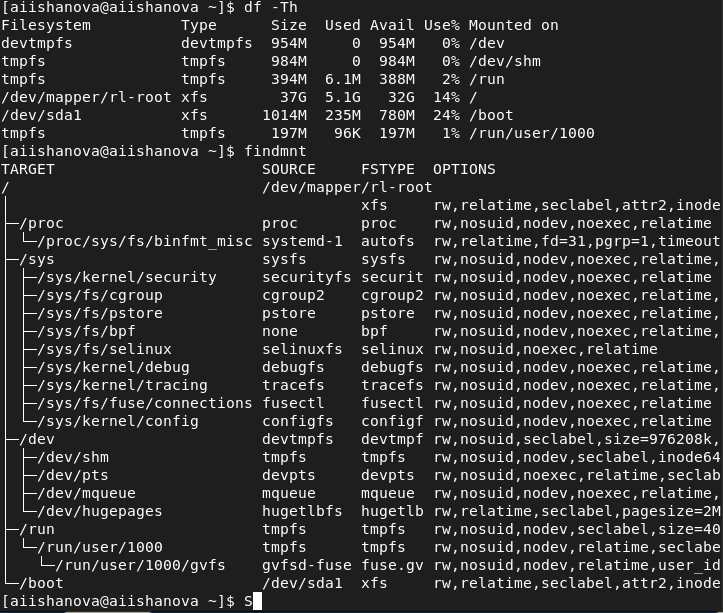 [aiishanova@aiishanova ~]$ df -Th
Filesystem Type Size Used Avail Use% Mounted on
devtmpfs devtmpfs 954M 0 954M 0% /dev
tmpfs tmpfs 984M 0 984M 0% /dev/shm
tmpfs tmpfs 394M 6.1M 388M 2% /run
/dev/mapper/rl-root xfs 37G 5.1G 32G 14% /
/dev/sda1 xfs 1014M 235M 780M 24% /boot
tmpfs tmpfs 197M 96K 197M 1% /run/user/1000
[aiishanova@aiishanova ~]$ findmnt
TARGET SOURCE FSTYPE OPTIONS
/ /dev/mapper/rl-root
│ xfs rw,relatime,seclabel,attr2,inode
├─/proc proc proc rw,nosuid,nodev,noexec,relatime
│ └─/proc/sys/fs/binfmt_misc systemd-1 autofs rw,relatime,fd=31,pgrp=1,timeout
├─/sys sysfs sysfs rw,nosuid,nodev,noexec,relatime,
│ ├─/sys/kernel/security securityfs securit rw,nosuid,nodev,noexec,relatime
│ ├─/sys/fs/cgroup cgroup2 cgroup2 rw,nosuid,nodev,noexec,relatime,
│ ├─/sys/fs/pstore pstore pstore rw,nosuid,nodev,noexec,relatime,
│ ├─/sys/fs/bpf none bpf rw,nosuid,nodev,noexec,relatime,
│ ├─/sys/fs/selinux selinuxfs selinux rw,nosuid,noexec,relatime
│ ├─/sys/kernel/debug debugfs debugfs rw,nosuid,nodev,noexec,relatime,
│ ├─/sys/kernel/tracing tracefs tracefs rw,nosuid,nodev,noexec,relatime,
│ ├─/sys/fs/fuse/connections fusectl fusectl rw,nosuid,nodev,noexec,relatime
│ └─/sys/kernel/config configfs configf rw,nosuid,nodev,noexec,relatime
├─/dev devtmpfs devtmpf rw,nosuid,seclabel,size=976208k,
│ ├─/dev/shm tmpfs tmpfs rw,nosuid,nodev,seclabel,inode64
│ ├─/dev/pts devpts devpts rw,nosuid,noexec,relatime,seclab
│ ├─/dev/mqueue mqueue mqueue rw,nosuid,nodev,noexec,relatime,
│ └─/dev/hugepages hugetlbfs hugetlb rw,relatime,seclabel,pagesize=2M
├─/run tmpfs tmpfs rw,nosuid,nodev,seclabel,size=40
│ └─/run/user/1000 tmpfs tmpfs rw,nosuid,nodev,relatime,seclabe
│ └─/run/user/1000/gvfs gvfsd-fuse fuse.gv rw,nosuid,nodev,relatime,user_id
└─/boot /dev/sda1 xfs rw,relatime,seclabel,attr2,inode
[aiishanova@aiishanova ~]$ S